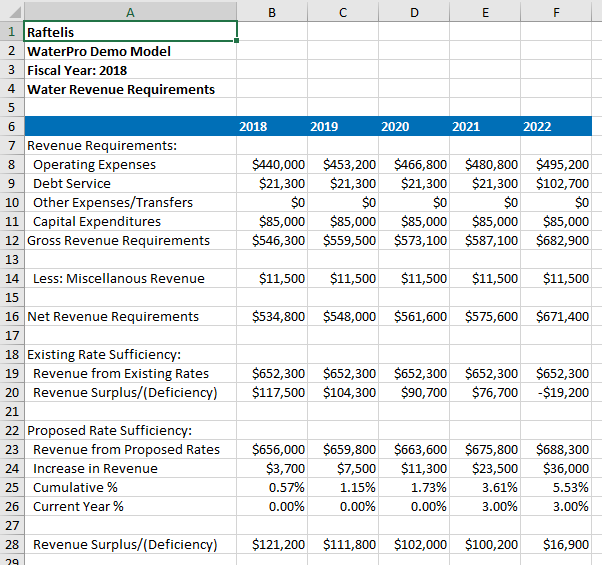 A B C D E F
1 Raftelis
2 WaterPro Demo Model
3 Fiscal Year: 2018
4 Water Revenue Requirements
5
6 2018 2019 2020 2021 2022
7 Revenue Requirements:
8 Operating Expenses $440,000 $453,200 $466,800 $480,800 $495,200
9 Debt Service $21,300 $21,300 $21,300 $21,300 $102,700
10 Other Expenses/Transfers $0 $0 $0 $0 $0
11 Capital Expenditures $85,000 $85,000 $85,000 $85,000 $85,000
12 Gross Revenue Requirements $546,300 $559,500 $573,100 $587,100 $682,900
13
14 Less: Miscellanous Revenue $11,500 $11,500 $11,500 $11,500 $11,500
15
16 Net Revenue Requirements $534,800 $548,000 $561,600 $575,600 $671,400
17
18 Existing Rate Sufficiency:
19 Revenue from Existing Rates $652,300 $652,300 $652,300 $652,300 $652,300
20 Revenue Surplus/(Deficiency) $117,500 $104,300 $90,700 $76,700 -$19,200
21
22 Proposed Rate Sufficiency:
23 Revenue from Proposed Rates $656,000 $659,800 $663,600 $675,800 $688,300
24 Increase in Revenue $3,700 $7,500 $11,300 $23,500 $36,000
25 Cumulative % 0.57% 1.15% 1.73% 3.61% 5.53%
26 Current Year % 0.00% 0.00% 0.00% 3.00% 3.00%
27
28 Revenue Surplus/(Deficiency) $121,200 $111,800 $102,000 $100,200 $16,900
29